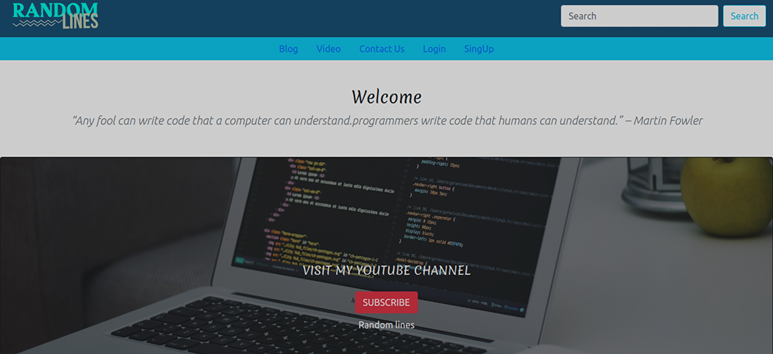 RANDOM
LINES
Search
Search
Blog
Video
Contact Us
Login
SingUp
Welcome
“Any fool can write code that a computer can understand.programmers write code that humans can understand.” – Martin Fowler
VISIT MY YOUTUBE CHANNEL
SUBSCRIBE
Random lines